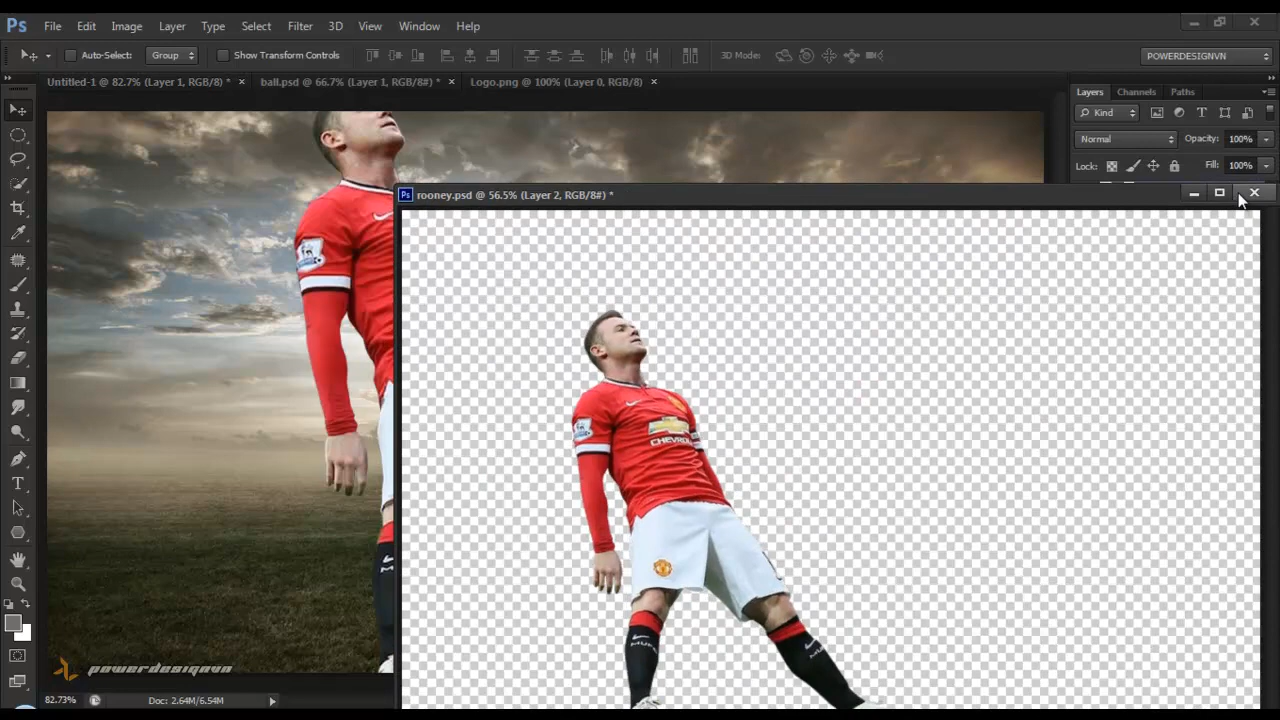 Ps File Edit Image Layer Type Select Filter 3D View Window Help
Auto-Select: Group Show Transform Controls 3D Mode: POWERDESIGNVN
Untitled-1 @ 82.7% (Layer 1, RGB/8) * × ball.psd @ 66.7% (Layer 1, RGB/8#) * × Logo.png @ 100% (Layer 0, RGB/8) ×
Layers Channels Paths
Kind
Normal Opacity: 100%
Lock: Fill: 100%
Ps rooney.psd @ 56.5% (Layer 2, RGB/8#) *
CHEVROL
MUFC
powerdesignvn
82.73% Doc: 2.64M/6.54M